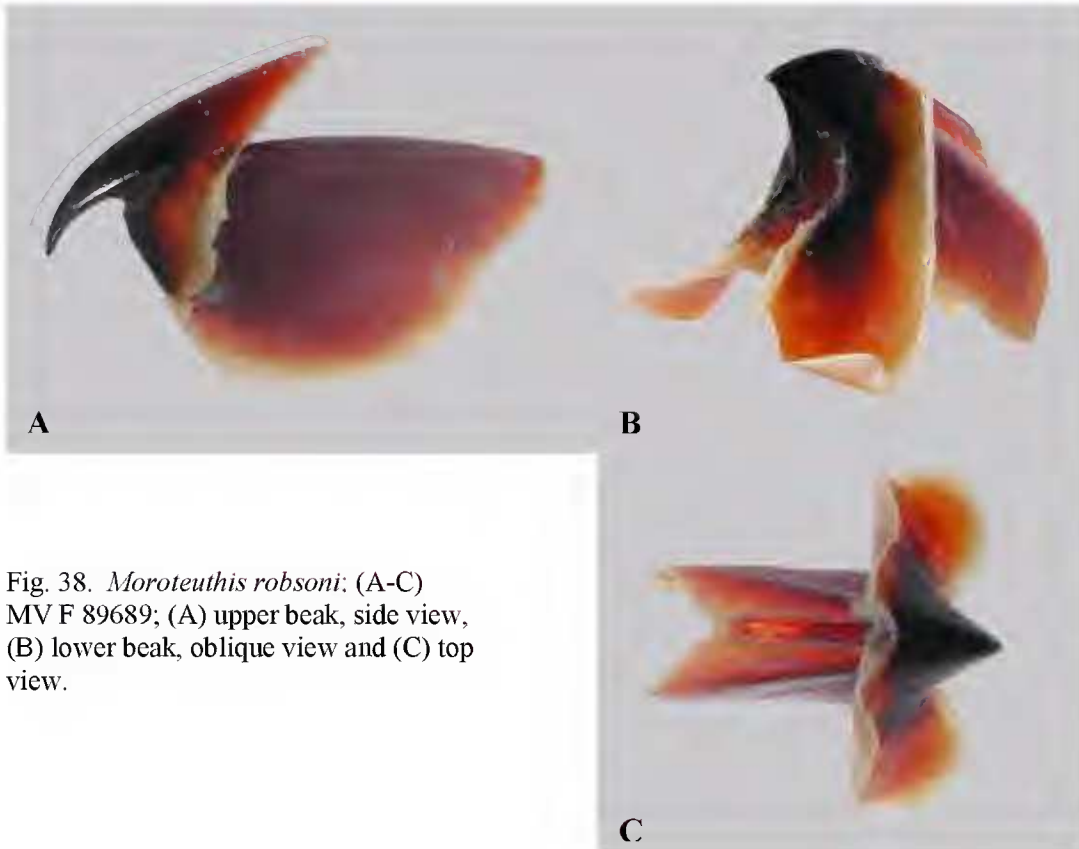 A
B
Fig. 38. Moroteuthis robsoni: (A-C)
MV F 89689; (A) upper beak, side view,
(B) lower beak, oblique view and (C) top
view.
C